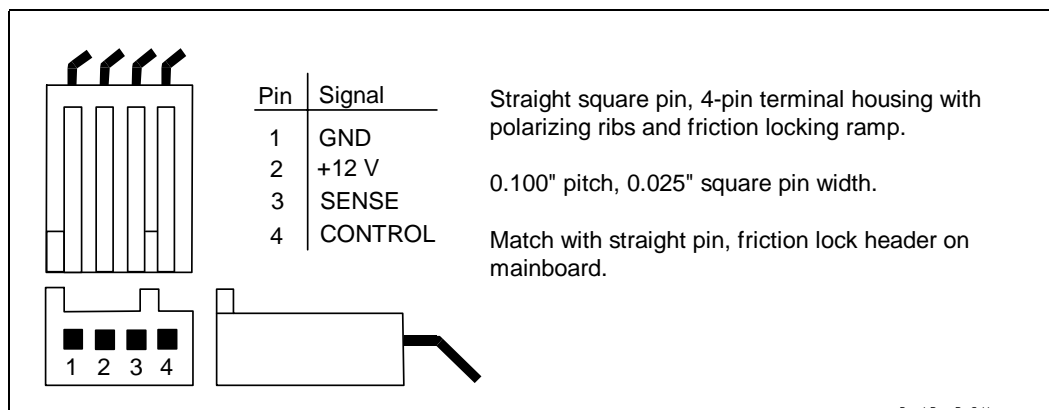 Pin Signal
1 GND
2 +12 V
3 SENSE
4 CONTROL
Straight square pin, 4-pin terminal housing with
polarizing ribs and friction locking ramp.
0.100" pitch, 0.025" square pin width.
Match with straight pin, friction lock header on
mainboard.
1 2 3 4